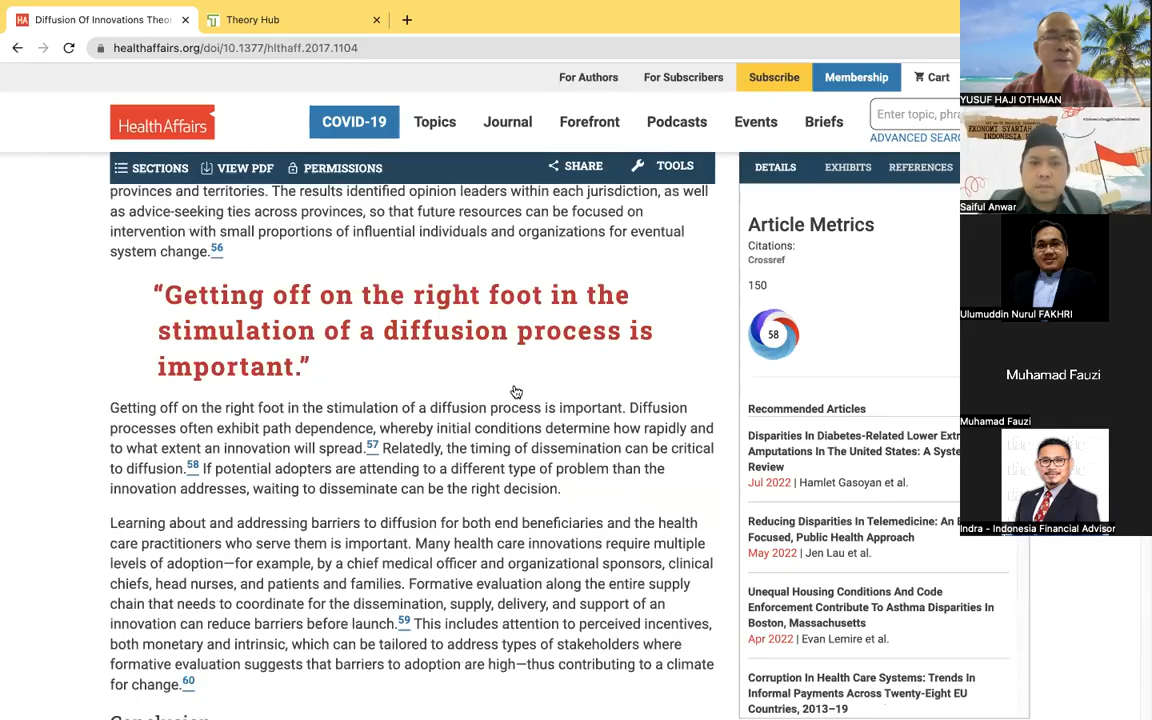 HA Diffusion Of Innovations Theor
Theory Hub
healthaffairs.org/doi/10.1377/hlthaff.2017.1104
For Authors
For Subscribers
Subscribe
Membership
Cart
HealthAffairs
COVID-19
Topics
Journal
Forefront
Podcasts
Events
Briefs
Enter topic, phra
ADVANCED SEARC
SECTIONS
VIEW PDF
PERMISSIONS
SHARE
TOOLS
DETAILS
EXHIBITS
REFERENCES
provinces and territories. The results identified opinion leaders within each jurisdiction, as well
as advice-seeking ties across provinces, so that future resources can be focused on
intervention with small proportions of influential individuals and organizations for eventual
system change.56
“Getting off on the right foot in the
stimulation of a diffusion process is
important.”
Getting off on the right foot in the stimulation of a diffusion process is important. Diffusion
processes often exhibit path dependence, whereby initial conditions determine how rapidly and
to what extent an innovation will spread.57 Relatedly, the timing of dissemination can be critical
to diffusion.58 If potential adopters are attending to a different type of problem than the
innovation addresses, waiting to disseminate can be the right decision.
Learning about and addressing barriers to diffusion for both end beneficiaries and the health
care practitioners who serve them is important. Many health care innovations require multiple
levels of adoption—for example, by a chief medical officer and organizational sponsors, clinical
chiefs, head nurses, and patients and families. Formative evaluation along the entire supply
chain that needs to coordinate for the dissemination, supply, delivery, and support of an
innovation can reduce barriers before launch.59 This includes attention to perceived incentives,
both monetary and intrinsic, which can be tailored to address types of stakeholders where
formative evaluation suggests that barriers to adoption are high—thus contributing to a climate
for change.60
Conclusion
Article Metrics
Citations:
Crossref
150
58
Recommended Articles
Disparities In Diabetes-Related Lower Extr
Amputations In The United States: A Syste
Review
Jul 2022 | Hamlet Gasoyan et al.
Reducing Disparities In Telemedicine: An E
Focused, Public Health Approach
May 2022 | Jen Lau et al.
Unequal Housing Conditions And Code
Enforcement Contribute To Asthma Disparities In
Boston, Massachusetts
Apr 2022 | Evan Lemire et al.
Corruption In Health Care Systems: Trends In
Informal Payments Across Twenty-Eight EU
Countries, 2013–19
YUSUF HAJI OTHMAN
EKONOMI SYARIAH
INDONESIA
Saiful Anwar
Ulumuddin Nurul FAKHRI
Muhamad Fauzi
Muhamad Fauzi
Indra - Indonesia Financial Advisor